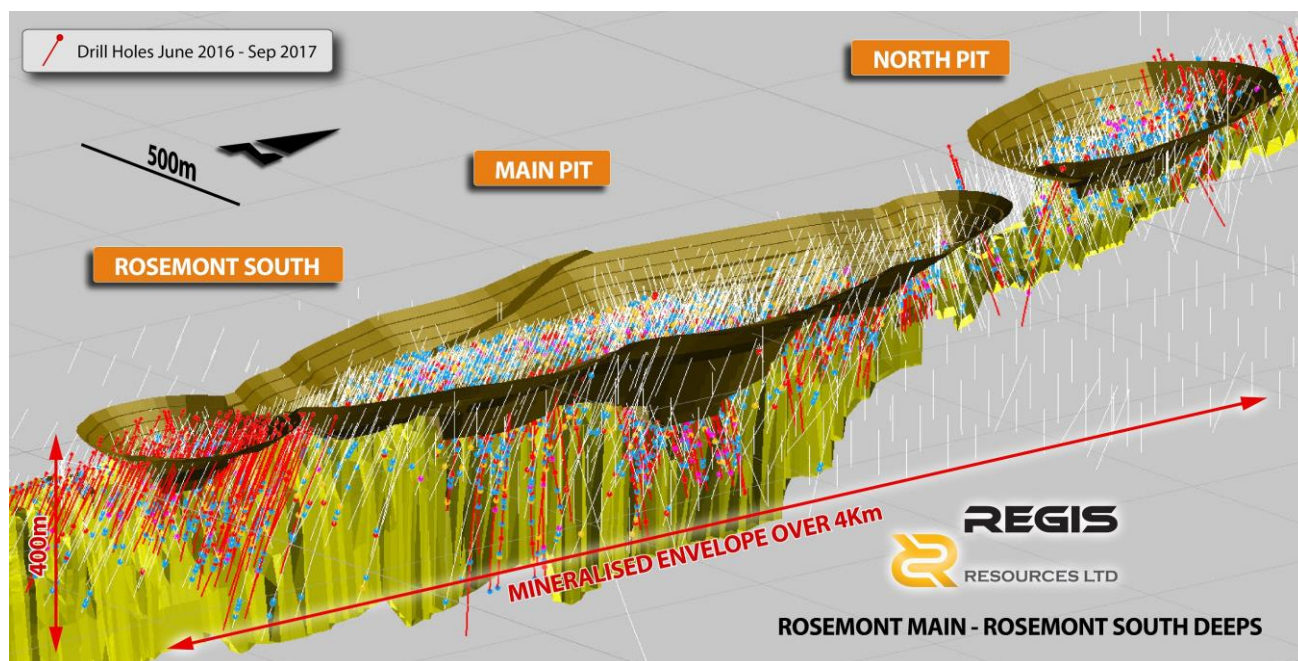 Drill Holes June 2016 - Sep 2017
NORTH PIT
500m
MAIN PIT
ROSEMONT SOUTH
400m
MINERALISED ENVELOPE OVER 4Km
REGIS
RESOURCES LTD
ROSEMONT MAIN - ROSEMONT SOUTH DEEPS